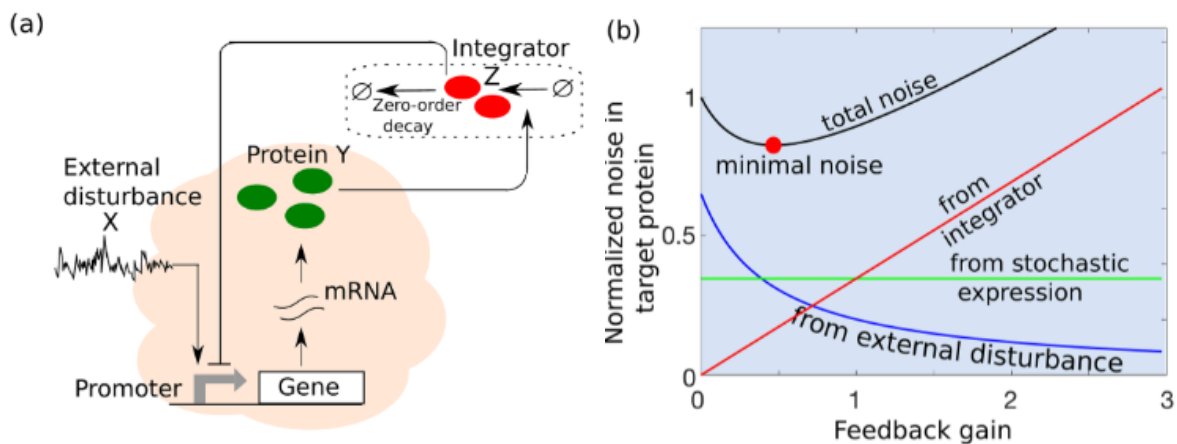 (a)
Integrator
Z
∅
∅
Zero-order
decay
Protein Y
External
disturbance
X
mRNA
Promoter
Gene
(b)
Normalized noise in
target protein
1
0.5
0
total noise
minimal noise
from
integrator
from stochastic
expression
from external disturbance
0
1
2
3
Feedback gain